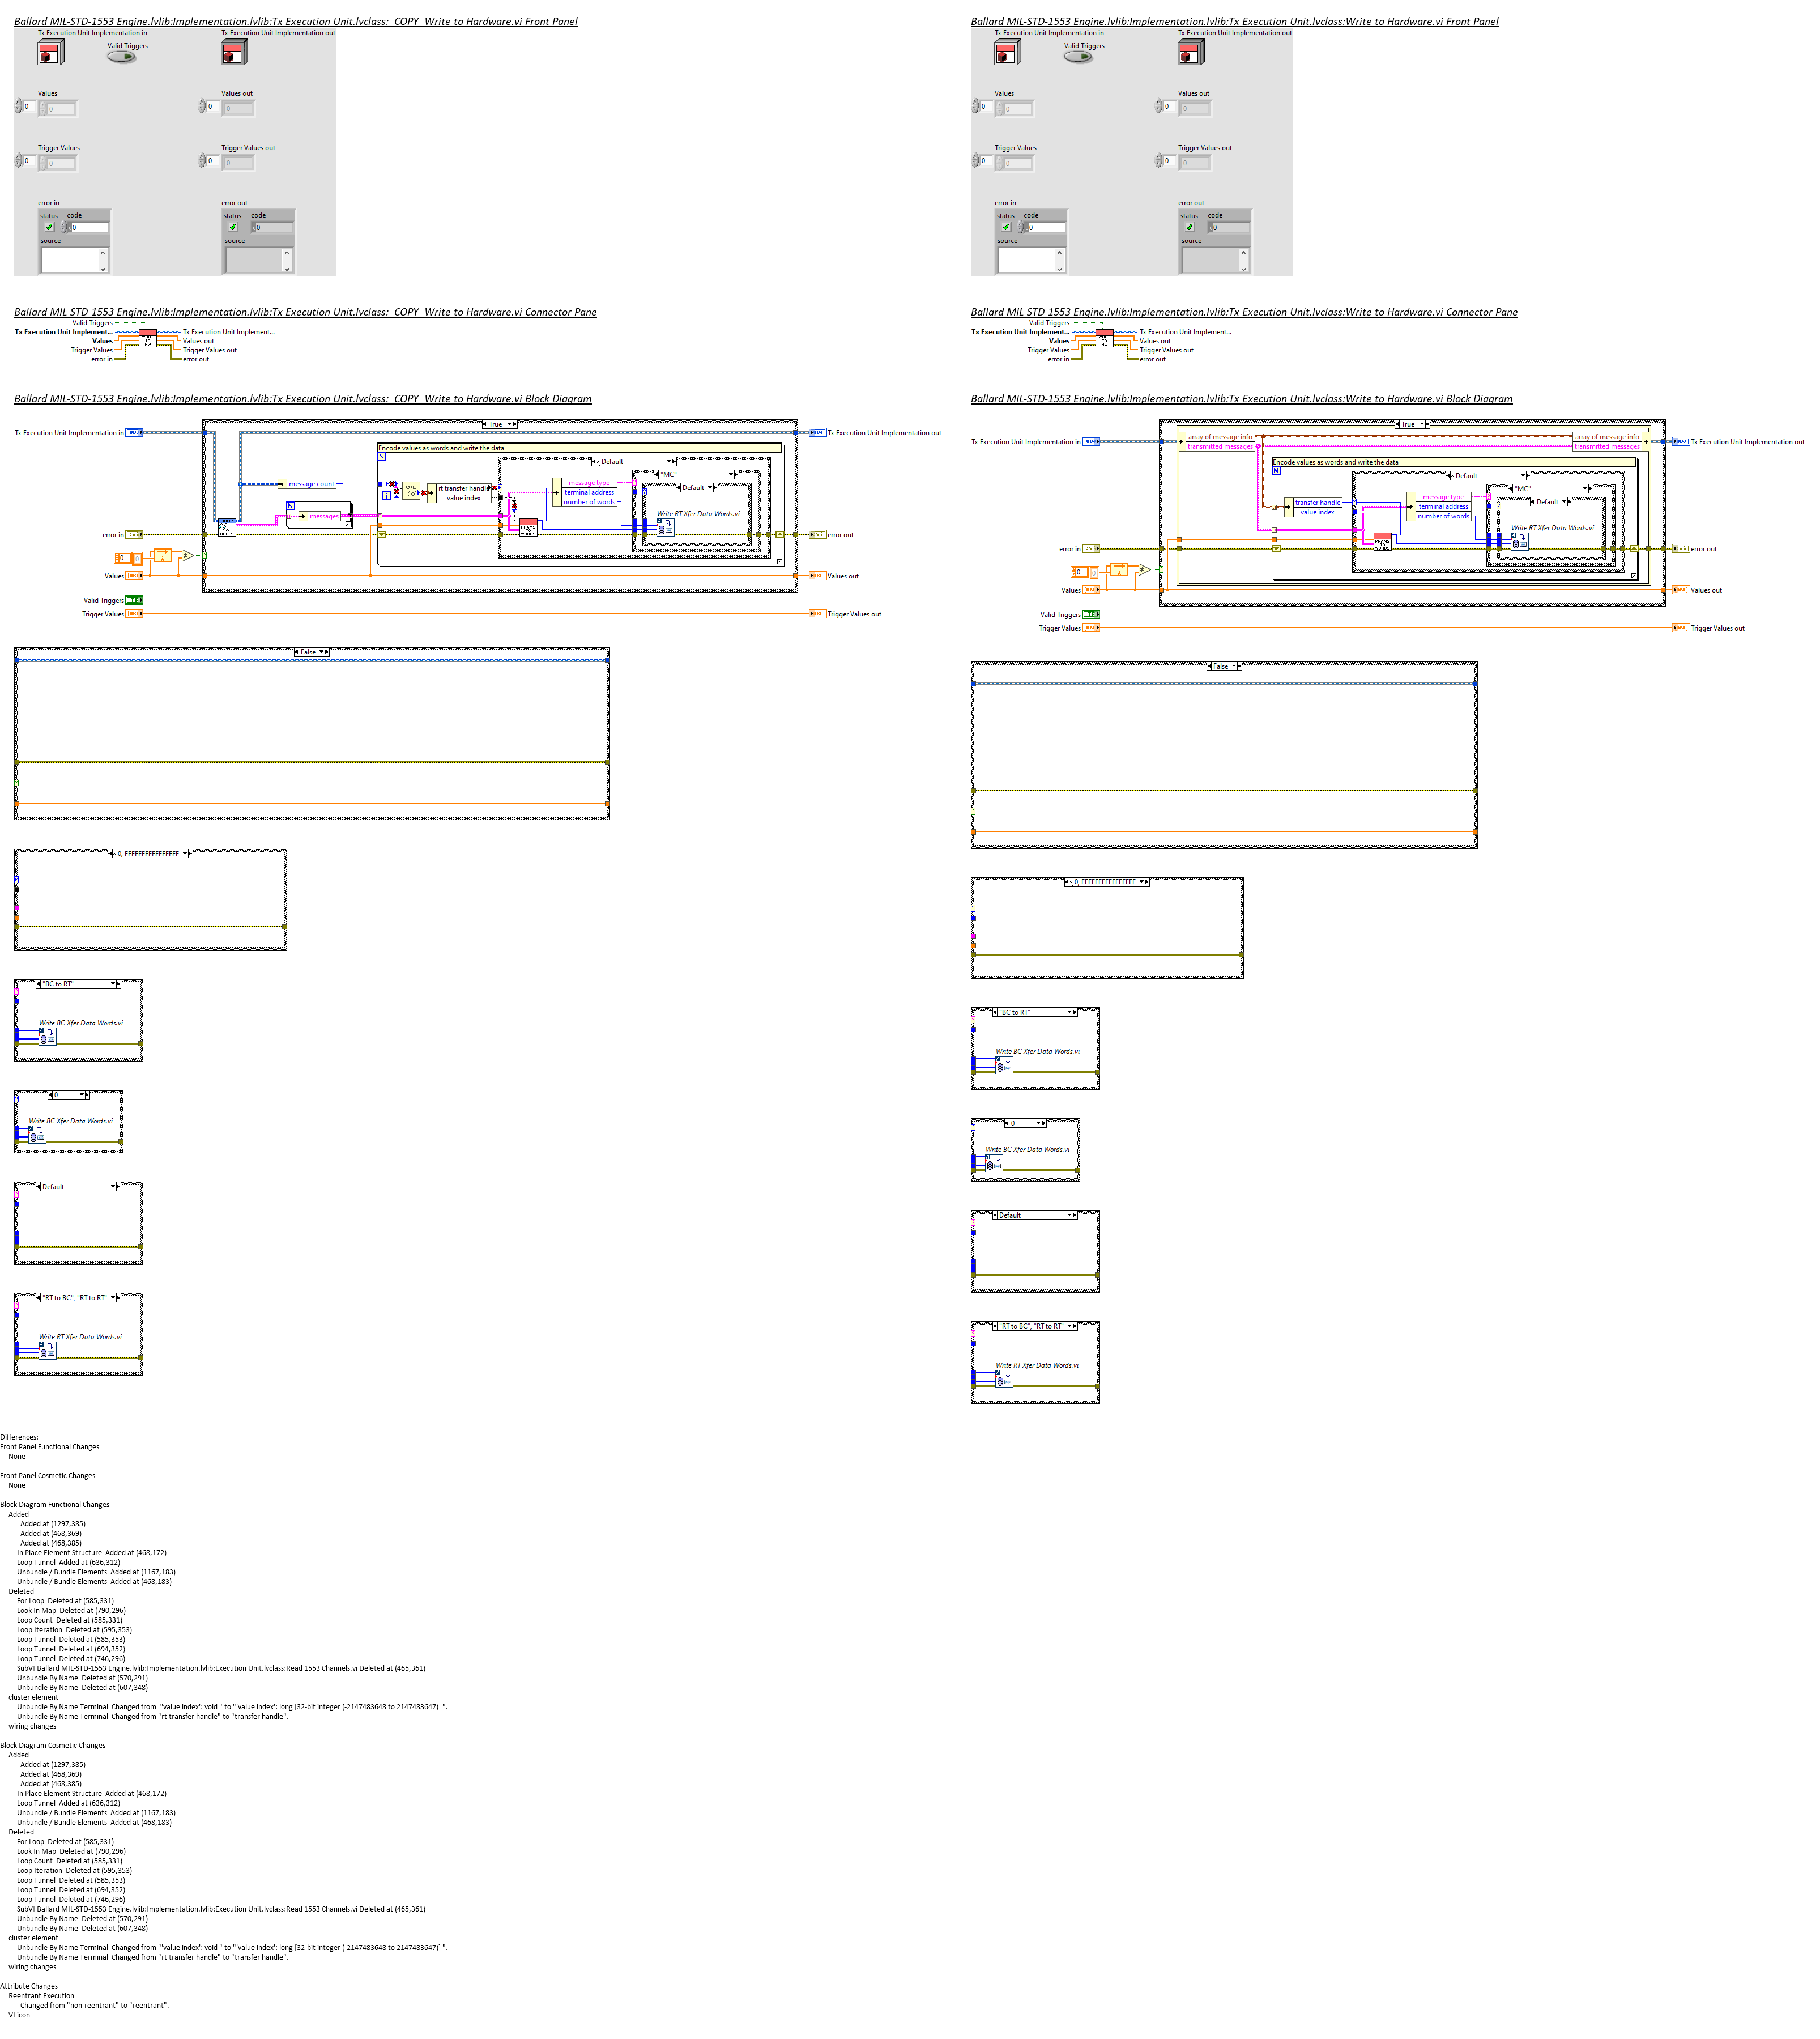 Ballard MIL-STD-1553 Engine.lvlib:Implementation.lvlib:Tx Execution Unit.lvclass:_COPY_Write to Hardware.vi Front Panel
Tx Execution Unit Implementation in
Tx Execution Unit Implementation out
Valid Triggers
Values
Values out
0
0
0
0
Trigger Values
Trigger Values out
0
0
0
0
error in
error out
status code
status code
0
0
source
source
Ballard MIL-STD-1553 Engine.lvlib:Implementation.lvlib:Tx Execution Unit.lvclass:_COPY_Write to Hardware.vi Connector Pane
Valid Triggers
Tx Execution Unit Implement...
Tx Execution Unit Implement...
Values
Values out
Trigger Values
Trigger Values out
error in
error out
Ballard MIL-STD-1553 Engine.lvlib:Implementation.lvlib:Tx Execution Unit.lvclass:_COPY_Write to Hardware.vi Block Diagram
True
Tx Execution Unit Implementation in
Tx Execution Unit Implementation out
Encode values as words and write the data
N
Default
"MC"
Default
message count
rt transfer handle
value index
i
message type
terminal address
number of words
N
messages
Write RT Xfer Data Words.vi
error in
error out
0
Values
Values out
Valid Triggers
Trigger Values
Trigger Values out
False
0, FFFFFFFFFFFFFFFF
"BC to RT"
Write BC Xfer Data Words.vi
0
Write BC Xfer Data Words.vi
Default
"RT to BC", "RT to RT"
Write RT Xfer Data Words.vi
Ballard MIL-STD-1553 Engine.lvlib:Implementation.lvlib:Tx Execution Unit.lvclass:Write to Hardware.vi Front Panel
Tx Execution Unit Implementation in
Tx Execution Unit Implementation out
Valid Triggers
Values
Values out
0
0
0
0
Trigger Values
Trigger Values out
0
0
0
0
error in
error out
status code
status code
0
0
source
source
Ballard MIL-STD-1553 Engine.lvlib:Implementation.lvlib:Tx Execution Unit.lvclass:Write to Hardware.vi Connector Pane
Valid Triggers
Tx Execution Unit Implement...
Tx Execution Unit Implement...
Values
Values out
Trigger Values
Trigger Values out
error in
error out
Ballard MIL-STD-1553 Engine.lvlib:Implementation.lvlib:Tx Execution Unit.lvclass:Write to Hardware.vi Block Diagram
True
Tx Execution Unit Implementation in
array of message info
transmitted messages
array of message info
transmitted messages
Tx Execution Unit Implementation out
Encode values as words and write the data
N
Default
"MC"
Default
transfer handle
value index
message type
terminal address
number of words
Write RT Xfer Data Words.vi
error in
error out
0
Values
Values out
Valid Triggers
Trigger Values
Trigger Values out
False
0, FFFFFFFFFFFFFFFF
"BC to RT"
Write BC Xfer Data Words.vi
0
Write BC Xfer Data Words.vi
Default
"RT to BC", "RT to RT"
Write RT Xfer Data Words.vi
Differences:
Front Panel Functional Changes
None
Front Panel Cosmetic Changes
None
Block Diagram Functional Changes
Added
Added at (1297,385)
Added at (468,369)
Added at (468,385)
In Place Element Structure Added at (468,172)
Loop Tunnel Added at (636,312)
Unbundle / Bundle Elements Added at (1167,183)
Unbundle / Bundle Elements Added at (468,183)
Deleted
For Loop Deleted at (585,331)
Look In Map Deleted at (790,296)
Loop Count Deleted at (585,331)
Loop Iteration Deleted at (595,353)
Loop Tunnel Deleted at (585,353)
Loop Tunnel Deleted at (694,352)
Loop Tunnel Deleted at (746,296)
SubVI Ballard MIL-STD-1553 Engine.lvlib:Implementation.lvlib:Execution Unit.lvclass:Read 1553 Channels.vi Deleted at (465,361)
Unbundle By Name Deleted at (570,291)
Unbundle By Name Deleted at (607,348)
cluster element
Unbundle By Name Terminal Changed from "'value index': void " to "'value index': long [32-bit integer (-2147483648 to 2147483647)] ".
Unbundle By Name Terminal Changed from "rt transfer handle" to "transfer handle".
wiring changes
Block Diagram Cosmetic Changes
Added
Added at (1297,385)
Added at (468,369)
Added at (468,385)
In Place Element Structure Added at (468,172)
Loop Tunnel Added at (636,312)
Unbundle / Bundle Elements Added at (1167,183)
Unbundle / Bundle Elements Added at (468,183)
Deleted
For Loop Deleted at (585,331)
Look In Map Deleted at (790,296)
Loop Count Deleted at (585,331)
Loop Iteration Deleted at (595,353)
Loop Tunnel Deleted at (585,353)
Loop Tunnel Deleted at (694,352)
Loop Tunnel Deleted at (746,296)
SubVI Ballard MIL-STD-1553 Engine.lvlib:Implementation.lvlib:Execution Unit.lvclass:Read 1553 Channels.vi Deleted at (465,361)
Unbundle By Name Deleted at (570,291)
Unbundle By Name Deleted at (607,348)
cluster element
Unbundle By Name Terminal Changed from "'value index': void " to "'value index': long [32-bit integer (-2147483648 to 2147483647)] ".
Unbundle By Name Terminal Changed from "rt transfer handle" to "transfer handle".
wiring changes
Attribute Changes
Reentrant Execution
Changed from "non-reentrant" to "reentrant".
VI icon